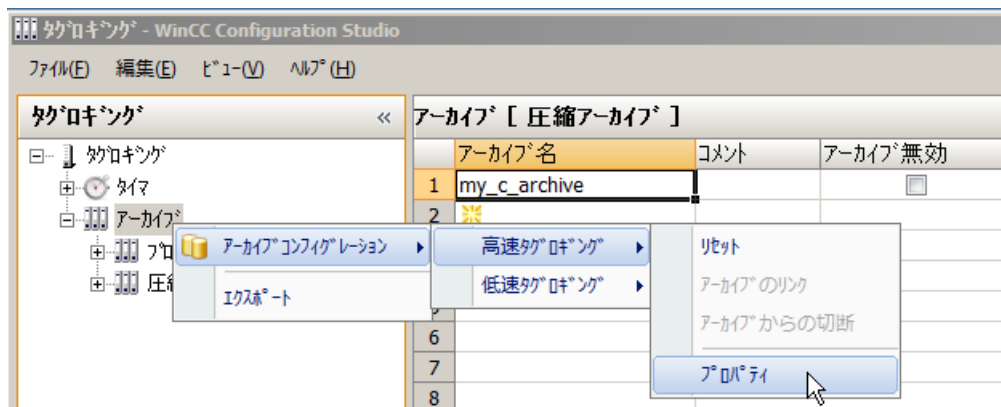 ﾀｸﾞﾛｷﾞﾝｸﾞ - WinCC Configuration Studio
ﾌｧｲﾙ(F) 編集(E) ﾋﾞｭｰ(V) ﾍﾙﾌﾟ(H)
ﾀｸﾞﾛｷﾞﾝｸﾞ «
ｱｰｶｲﾌﾞ [ 圧縮ｱｰｶｲﾌﾞ ]
ﾀｸﾞﾛｷﾞﾝｸﾞ
ﾀｲﾏ
ｱｰｶｲﾌﾞ
ﾌﾟﾛ
圧
ｱｰｶｲﾌﾞ名 ｺﾒﾝﾄ ｱｰｶｲﾌﾞ無効
1 my_c_archive
2
6
7
8
ｱｰｶｲﾌﾞｺﾝﾌｨｸﾞﾚｰｼｮﾝ
ｴｸｽﾎﾟｰﾄ
高速ﾀｸﾞﾛｷﾞﾝｸﾞ
低速ﾀｸﾞﾛｷﾞﾝｸﾞ
ﾘｾｯﾄ
ｱｰｶｲﾌﾞのﾘﾝｸ
ｱｰｶｲﾌﾞからの切断
ﾌﾟﾛﾊﾟﾃｨ